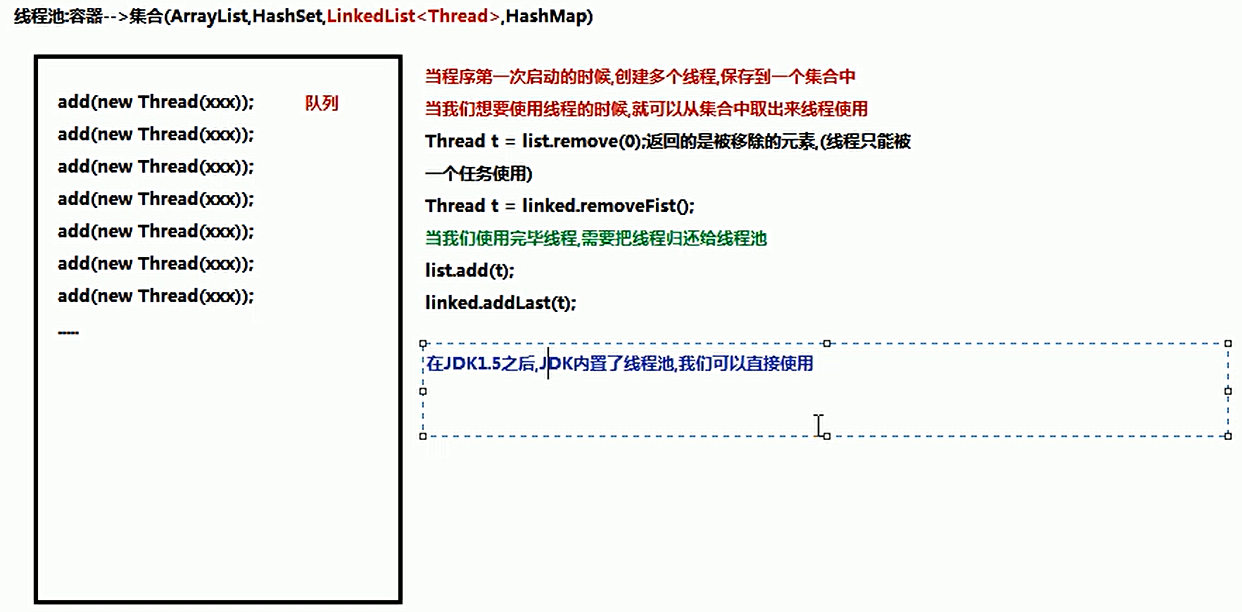 线程池:容器-->集合(ArrayList,HashSet,LinkedList<Thread>,HashMap)
add(new Thread(xxx));
队列
add(new Thread(xxx));
add(new Thread(xxx));
add(new Thread(xxx));
add(new Thread(xxx));
add(new Thread(xxx));
add(new Thread(xxx));
-----
当程序第一次启动的时候,创建多个线程,保存到一个集合中
当我们想要使用线程的时候,就可以从集合中取出来线程使用
Thread t = list.remove(0);返回的是被移除的元素,(线程只能被
一个任务使用)
Thread t = linked.removeFist();
当我们使用完毕线程,需要把线程归还给线程池
list.add(t);
linked.addLast(t);
在JDK1.5之后,JDK内置了线程池,我们可以直接使用